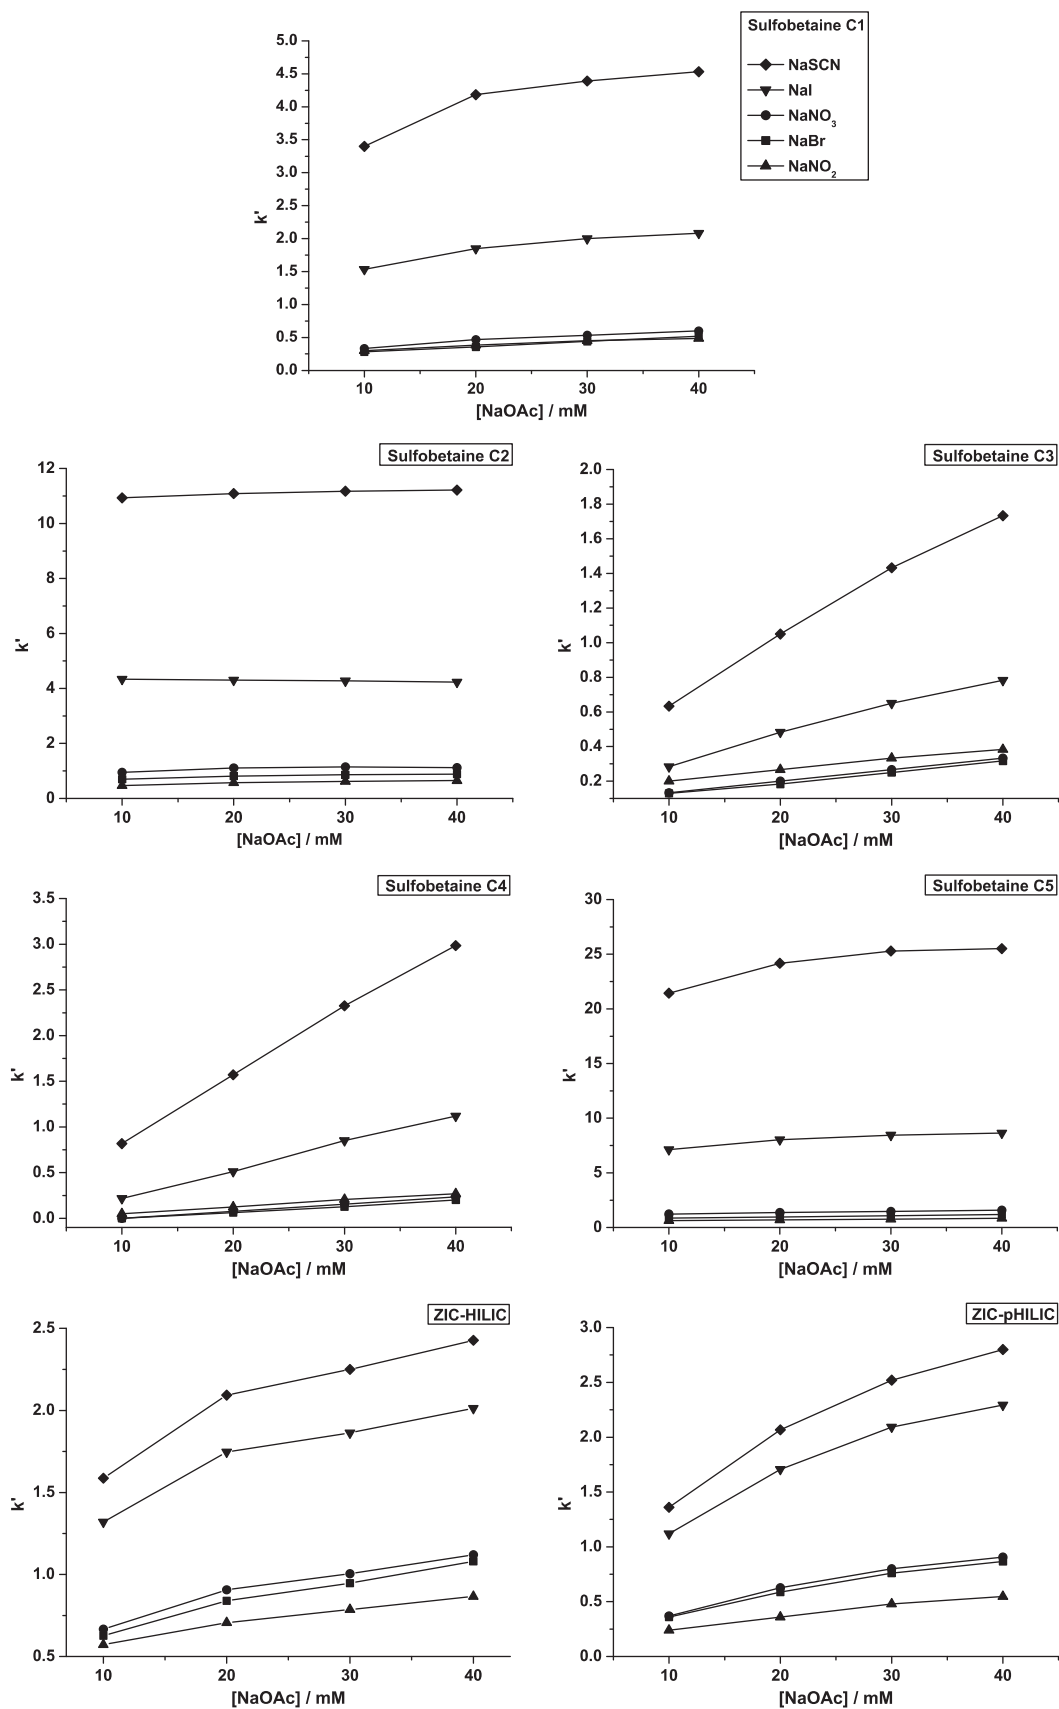 Sulfobetaine C1
NaSCN
NaI
NaNO₃
NaBr
NaNO₂
5.0
4.5
4.0
3.5
3.0
2.5
2.0
1.5
1.0
0.5
0.0
k'
10 20 30 40
[NaOAc] / mM
Sulfobetaine C2
12
10
8
6
4
2
0
k'
10 20 30 40
[NaOAc] / mM
Sulfobetaine C3
2.0
1.8
1.6
1.4
1.2
1.0
0.8
0.6
0.4
0.2
k'
10 20 30 40
[NaOAc] / mM
Sulfobetaine C4
3.5
3.0
2.5
2.0
1.5
1.0
0.5
0.0
k'
10 20 30 40
[NaOAc] / mM
Sulfobetaine C5
30
25
20
15
10
5
0
k'
10 20 30 40
[NaOAc] / mM
ZIC-HILIC
2.5
2.0
1.5
1.0
0.5
k'
10 20 30 40
[NaOAc] / mM
ZIC-pHILIC
3.0
2.5
2.0
1.5
1.0
0.5
0.0
k'
10 20 30 40
[NaOAc] / mM